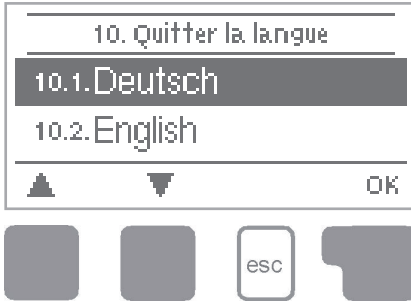 10. Quitter la langue
10.1. Deutsch
10.2. English
OK
esc